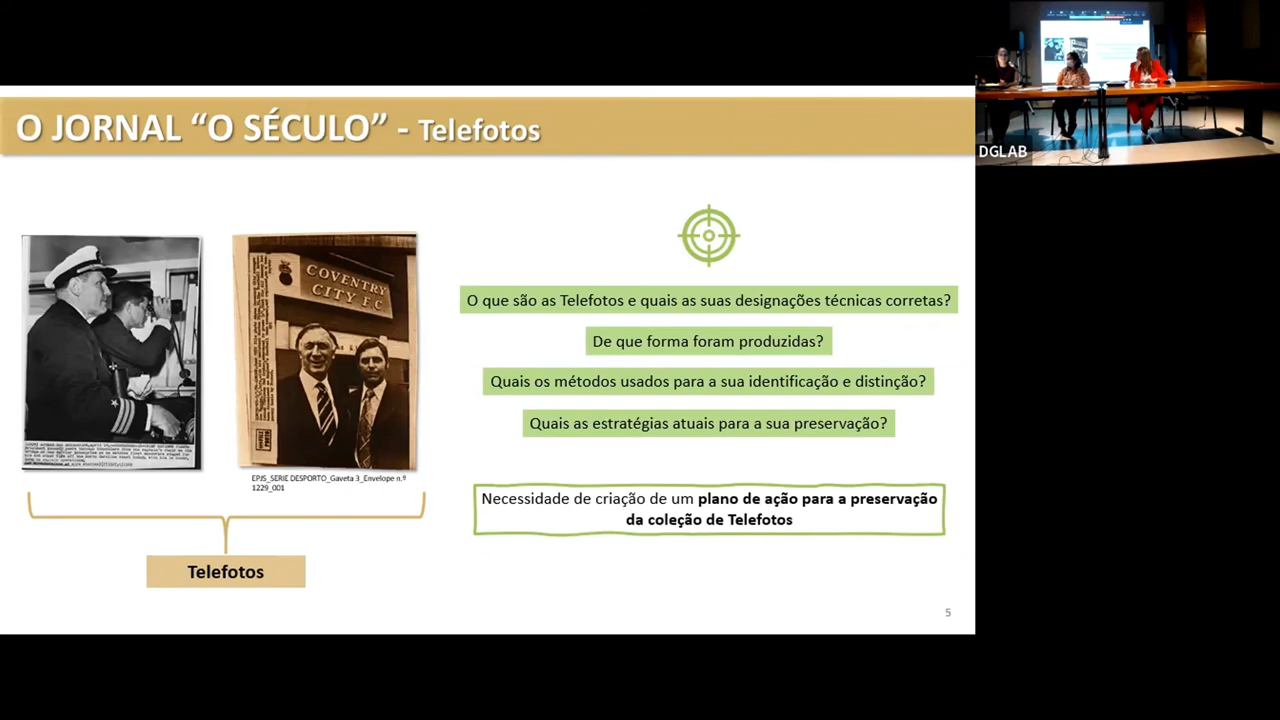 O JORNAL “O SÉCULO” - Telefotos
DGLAB
COVENTRY
CITY F.C.
O que são as Telefotos e quais as suas designações técnicas corretas?
De que forma foram produzidas?
Quais os métodos usados para a sua identificação e distinção?
Quais as estratégias atuais para a sua preservação?
EPJS_SERIE DESPORTO_Gaveta 3_Envelope n.º
1229_001
Necessidade de criação de um plano de ação para a preservação
da coleção de Telefotos
Telefotos
5